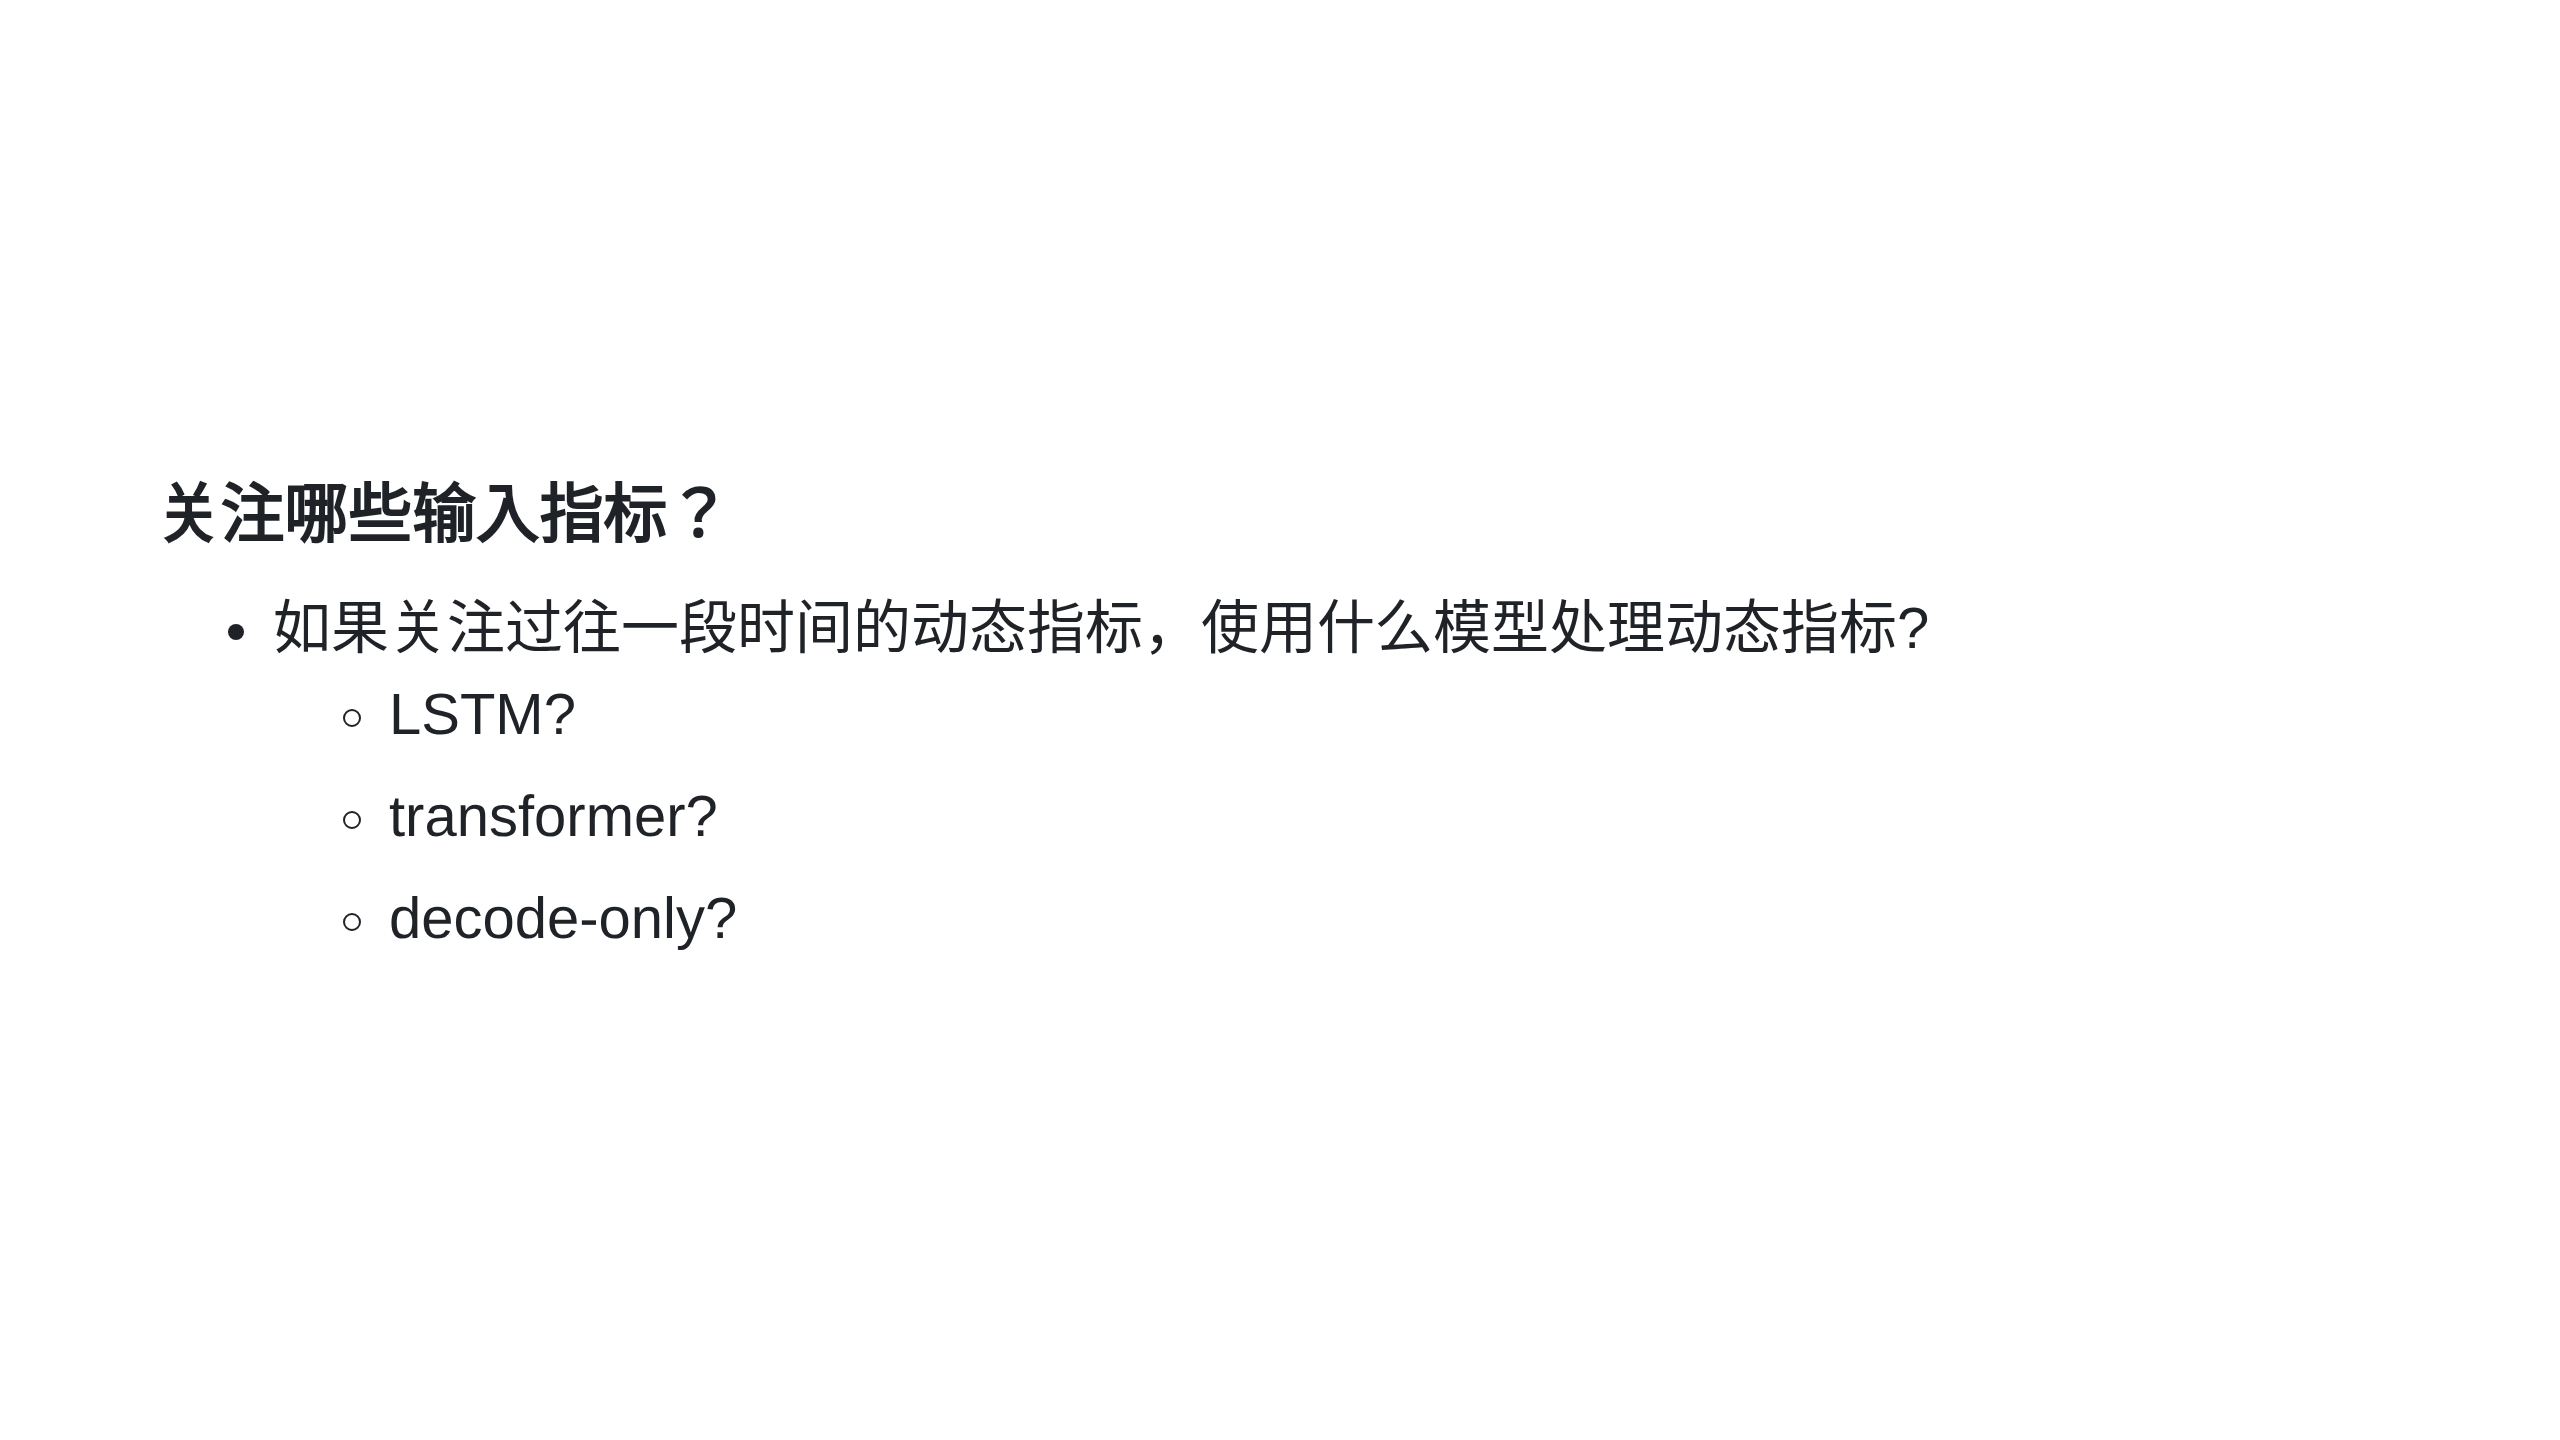 关注哪些输入指标？
如果关注过往一段时间的动态指标，使用什么模型处理动态指标?
LSTM?
transformer?
decode-only?